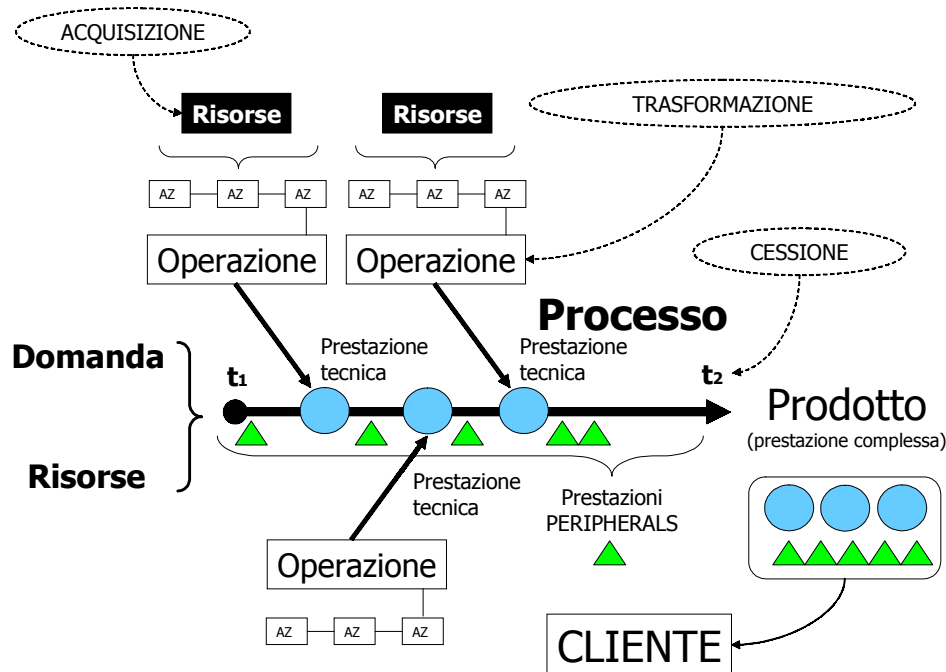 ACQUISIZIONE
Risorse
Risorse
TRASFORMAZIONE
AZ
AZ
AZ
AZ
AZ
AZ
Operazione
Operazione
CESSIONE
Processo
Domanda
Prestazione
tecnica
Prestazione
tecnica
t1
t2
Prodotto
(prestazione complessa)
Risorse
Prestazione
tecnica
Prestazioni
PERIPHERALS
Operazione
AZ
AZ
AZ
CLIENTE